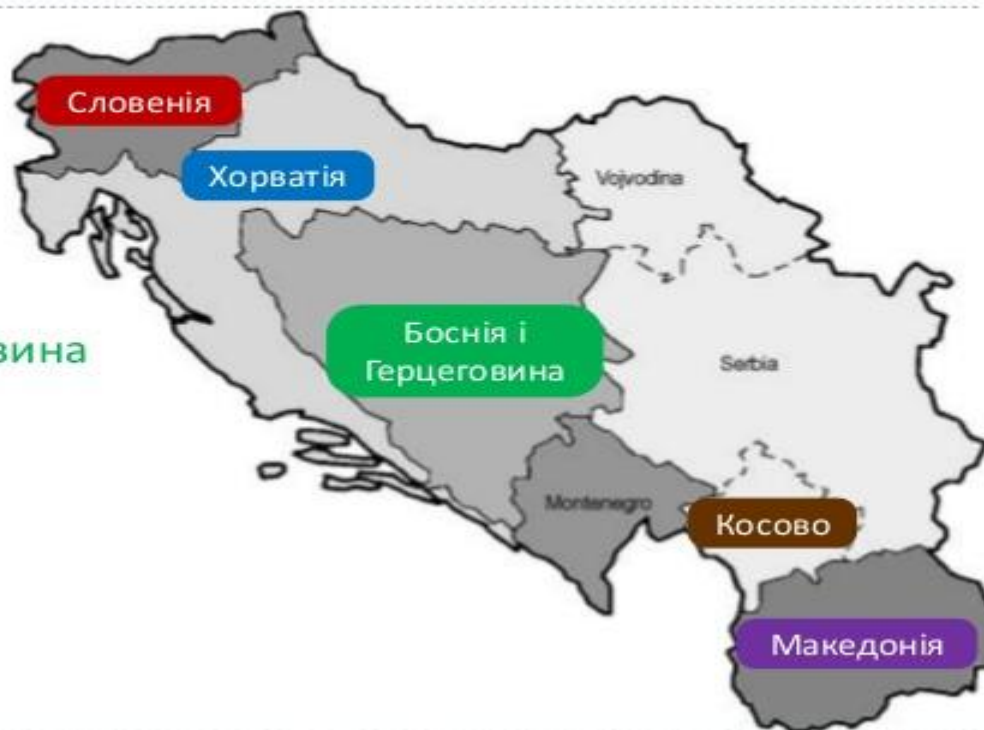 Словенія
Хорватія
Vojvodina
Боснія і
Герцеговина
вина
Serbia
Montenegro
Косово
Македонія